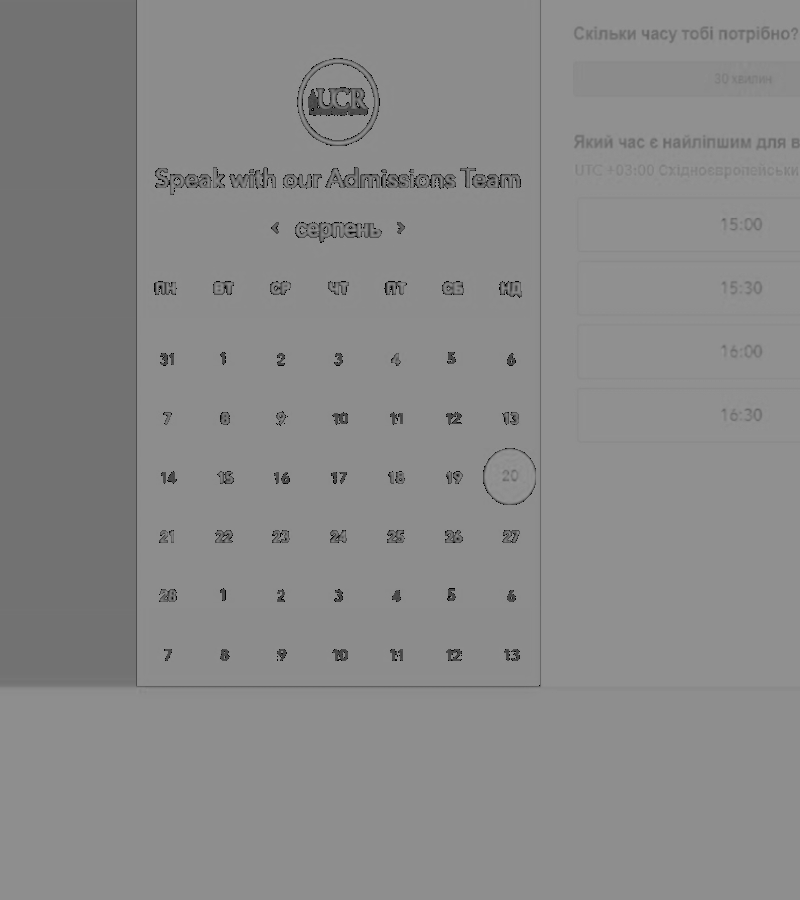 UCR
Speak with our Admissions Team
‹ серпень ›
ПН ВТ СР ЧТ ПТ СБ НД
31 1 2 3 4 5 6
7 8 9 10 11 12 13
14 15 16 17 18 19 20
21 22 23 24 25 26 27
28 1 2 3 4 5 6
7 8 9 10 11 12 13
Скільки часу тобі потрібно?
30 хвилин
Який час є найліпшим для в
UTC +03:00 Східноєвропейськи
15:00
15:30
16:00
16:30